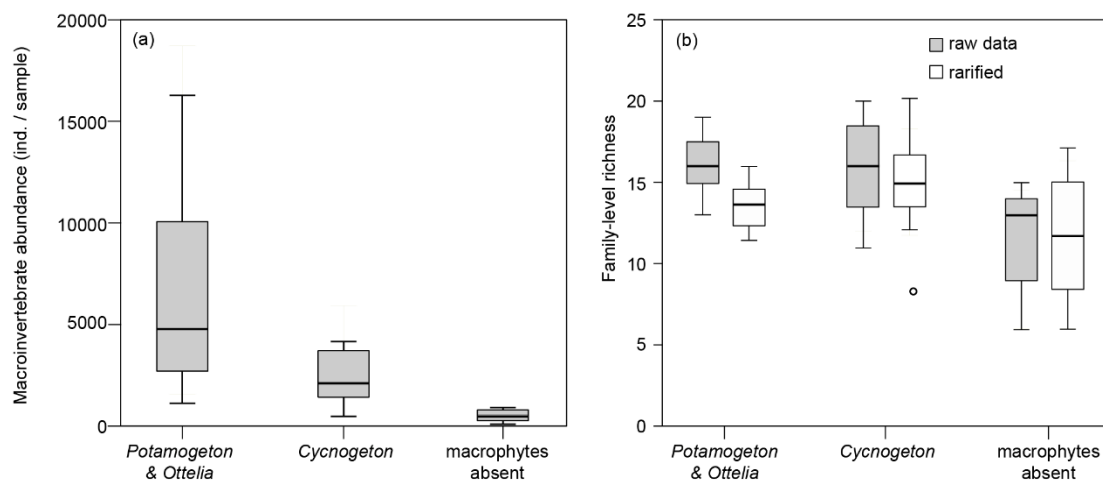 (a)
Macroinvertebrate abundance (ind. / sample)
20000
15000
10000
5000
0
Potamogeton
& Ottelia
Cycnogeton
macrophytes
absent
(b)
raw data
rarified
Family-level richness
25
20
15
10
5
0
Potamogeton
& Ottelia
Cycnogeton
macrophytes
absent